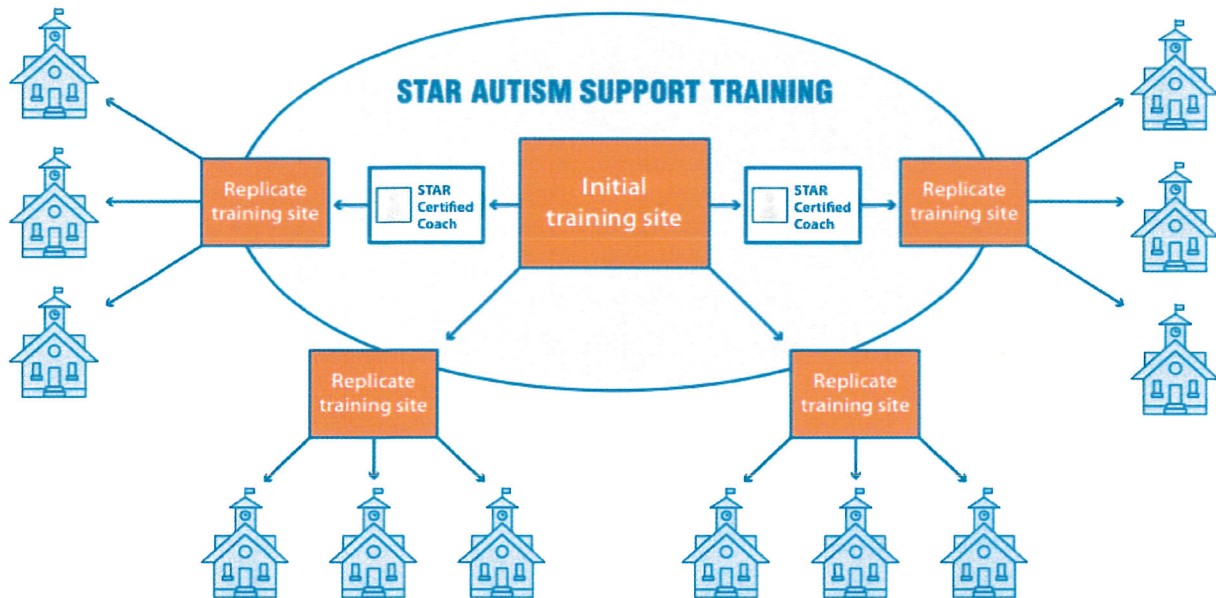 STAR AUTISM SUPPORT TRAINING
Replicate
training site
STAR
Certified
Coach
Initial
training site
STAR
Certified
Coach
Replicate
training site
Replicate
training site
Replicate
training site